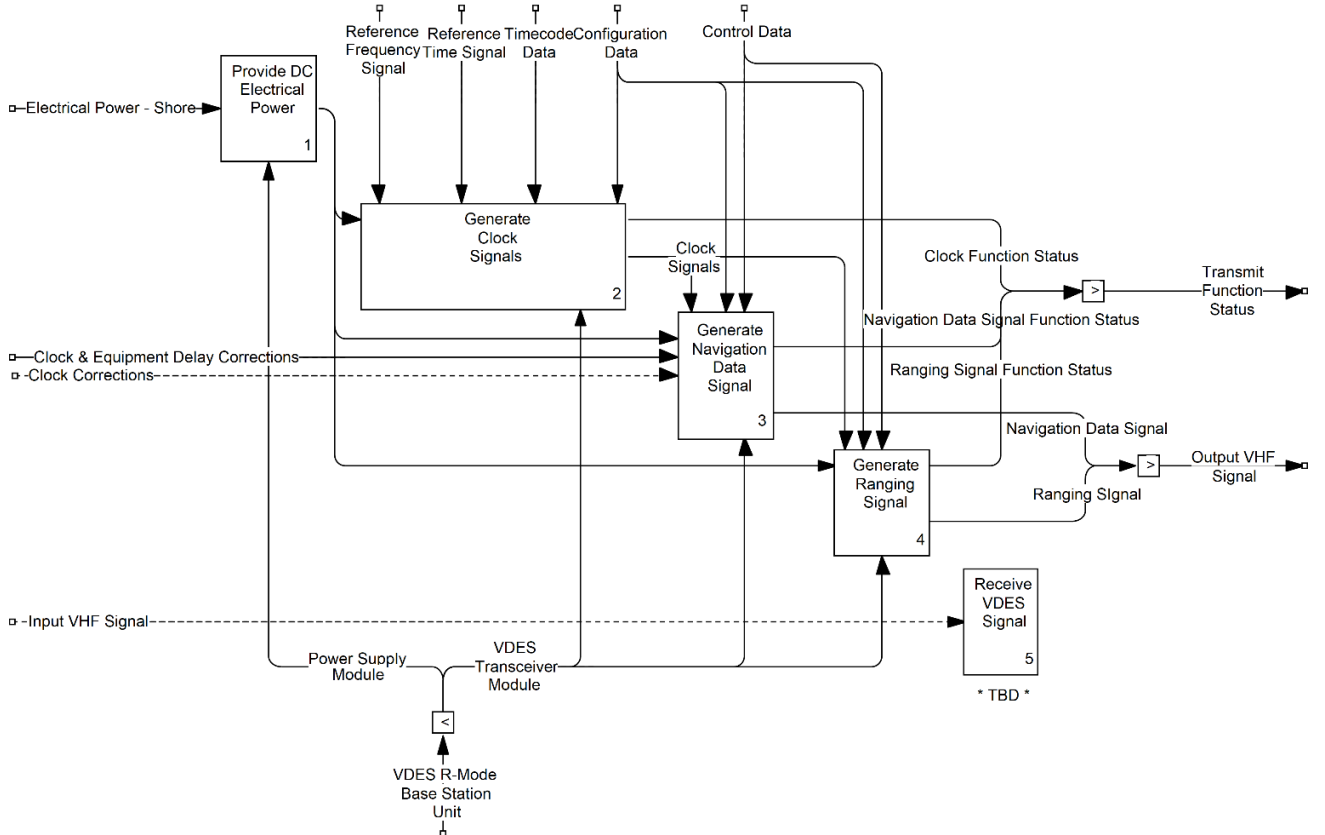 Reference
Frequency
Signal
Reference
Time Signal
Timecode
Data
Configuration
Data
Control Data
Provide DC
Electrical
Power
1
Electrical Power - Shore
Generate
Clock
Signals
2
Clock
Signals
Clock Function Status
Transmit
Function
Status
>
Navigation Data Signal Function Status
Generate
Navigation
Data
Signal
3
Clock & Equipment Delay Corrections
Clock Corrections
Ranging Signal Function Status
Navigation Data Signal
Generate
Ranging
Signal
4
>
Output VHF
Signal
Ranging SIgnal
Receive
VDES
Signal
5
* TBD *
Input VHF Signal
Power Supply
Module
VDES
Transceiver
Module
<
VDES R-Mode
Base Station
Unit